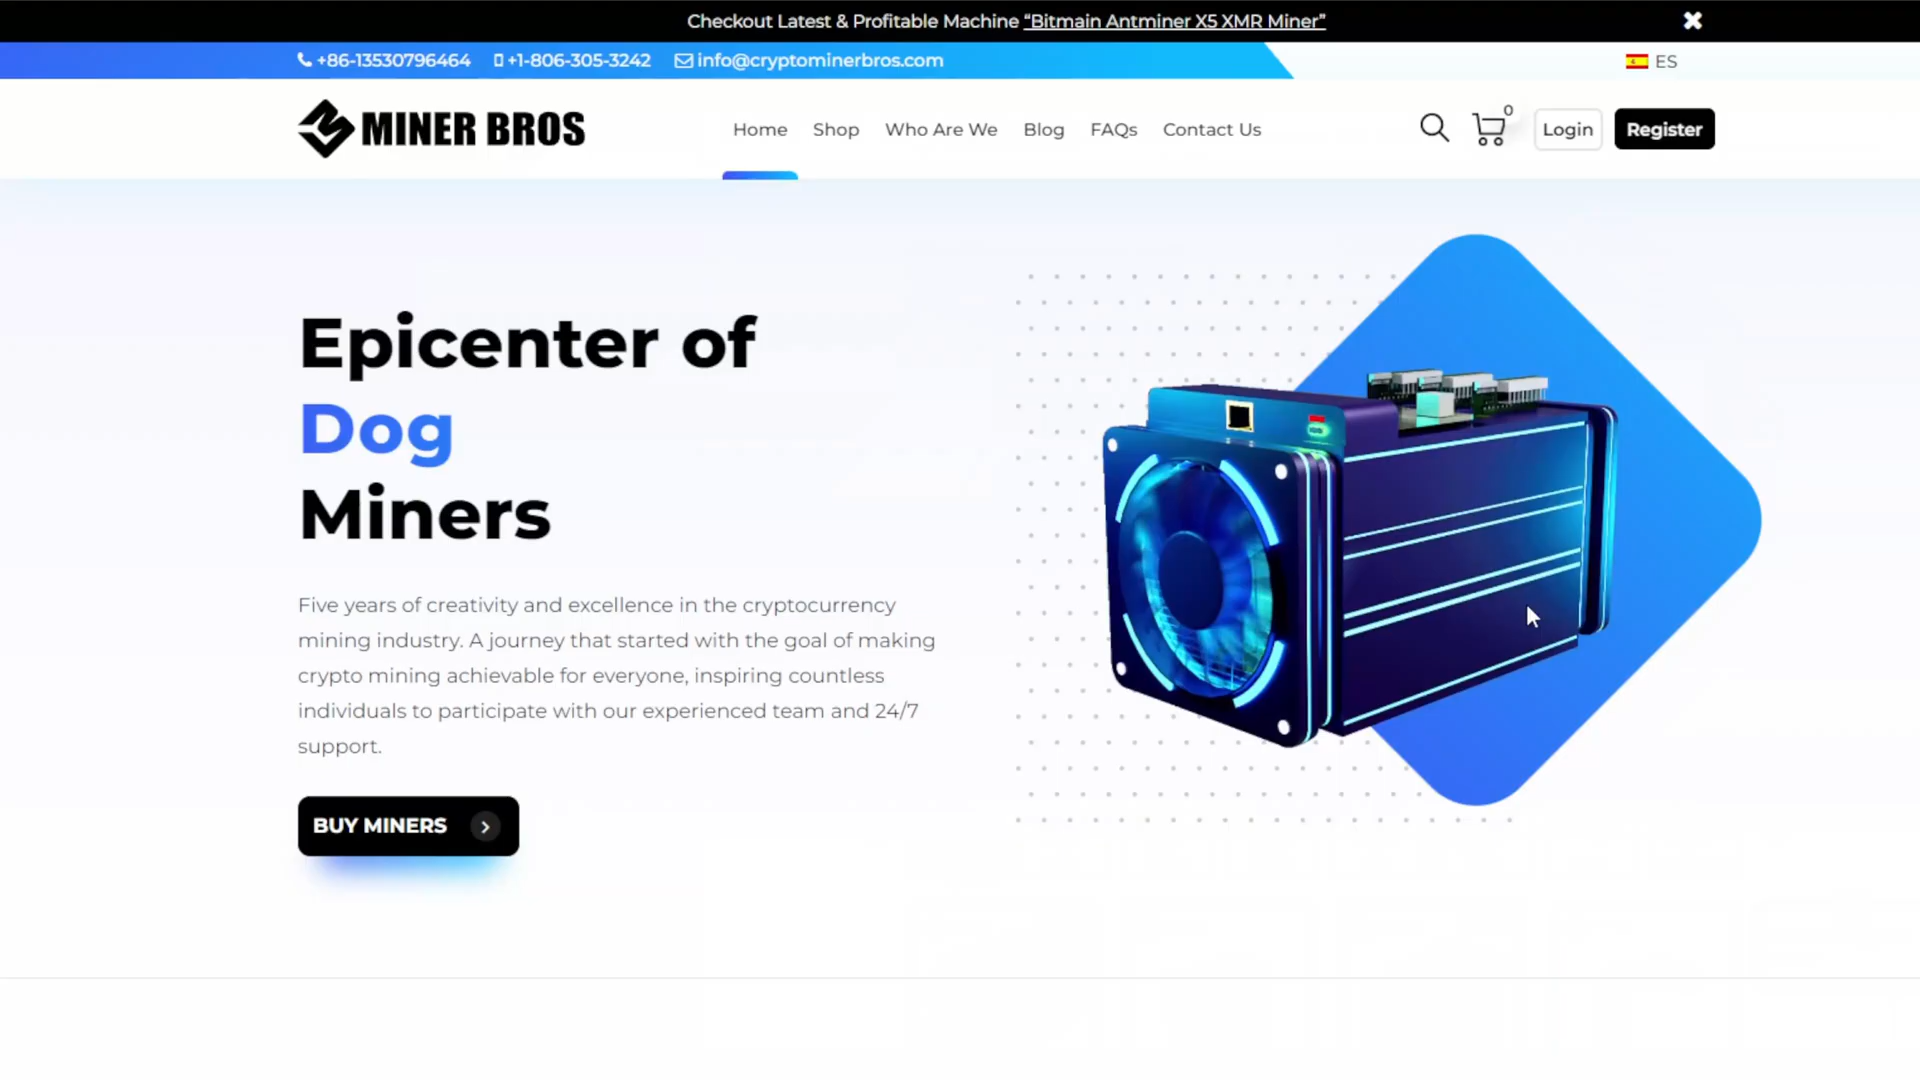 Checkout Latest & Profitable Machine “Bitmain Antminer X5 XMR Miner”
+86-13530796464 +1-806-305-3242 info@cryptominerbros.com ES
MINER BROS Home Shop Who Are We Blog FAQs Contact Us 0 Login Register
Epicenter of
Dog
Miners
Five years of creativity and excellence in the cryptocurrency
mining industry. A journey that started with the goal of making
crypto mining achievable for everyone, inspiring countless
individuals to participate with our experienced team and 24/7
support.
BUY MINERS